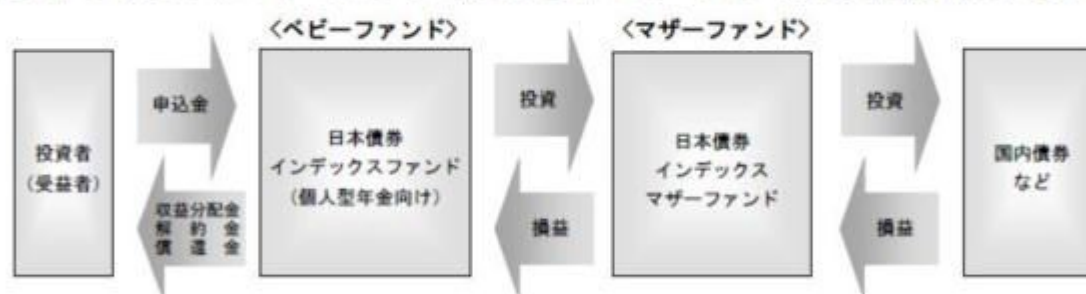 〈ベビーファンド〉
〈マザーファンド〉
投資者
（受益者）
申込金
収益分配金
解約金
償還金
日本債券
インデックスファンド
（個人型年金向け）
投資
損益
日本債券
インデックス
マザーファンド
投資
損益
国内債券
など